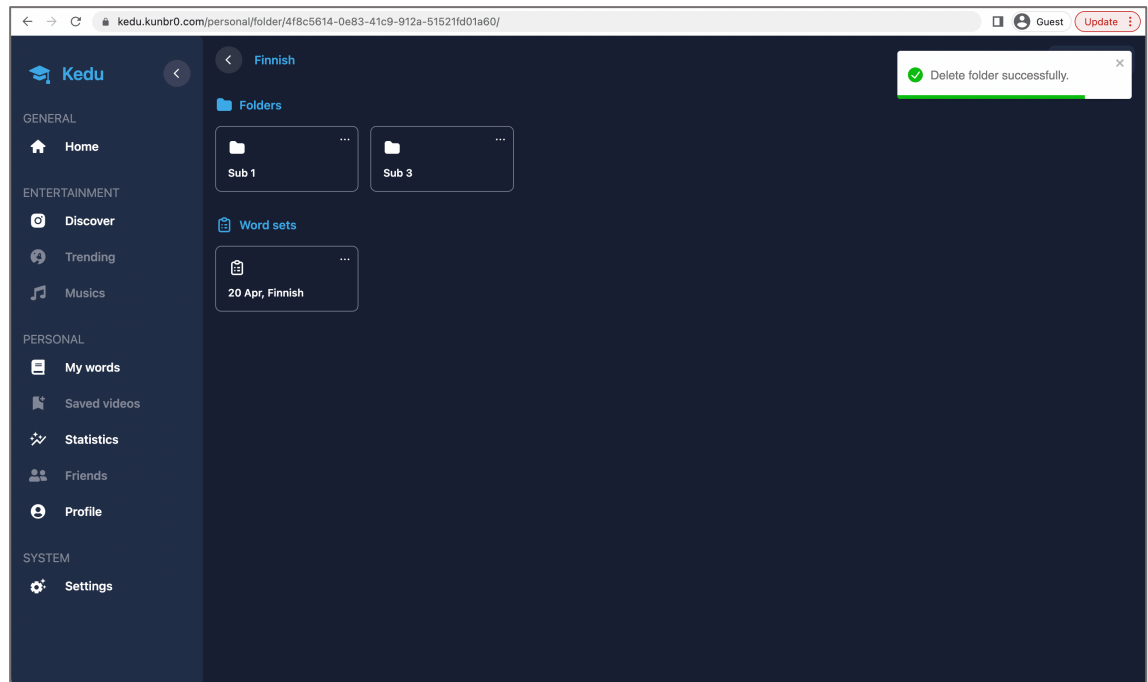 kedu.kunbr0.com/personal/folder/4f8c5614-0e83-41c9-912a-51521fd01a60/
Guest
Update
Kedu
Finnish
Delete folder successfully.
Folders
GENERAL
Home
Sub 1
Sub 3
ENTERTAINMENT
Discover
Word sets
Trending
Musics
20 Apr, Finnish
PERSONAL
My words
Saved videos
Statistics
Friends
Profile
SYSTEM
Settings